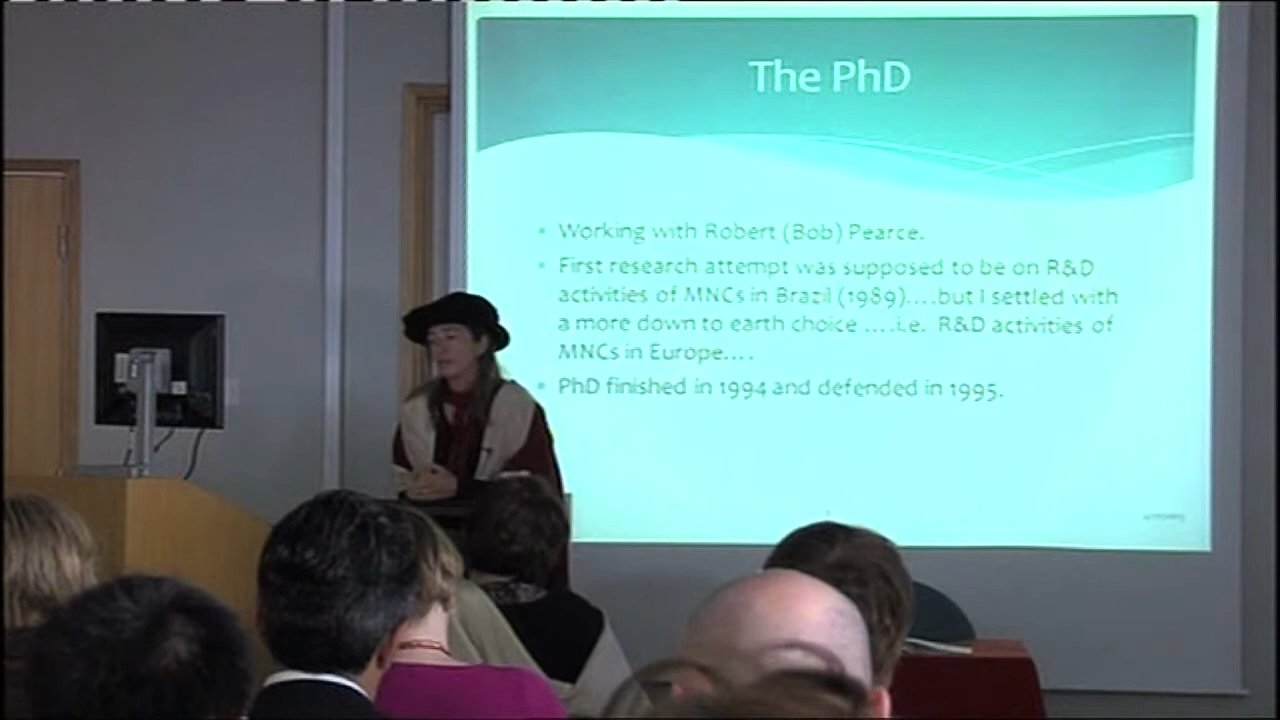 The PhD
Working with Robert (Bob) Pearce.
First research attempt was supposed to be on R&D
activities of MNCs in Brazil (1989)....but I settled with
a more down to earth choice ....i.e. R&D activities of
MNCs in Europe....
PhD finished in 1994 and defended in 1995.